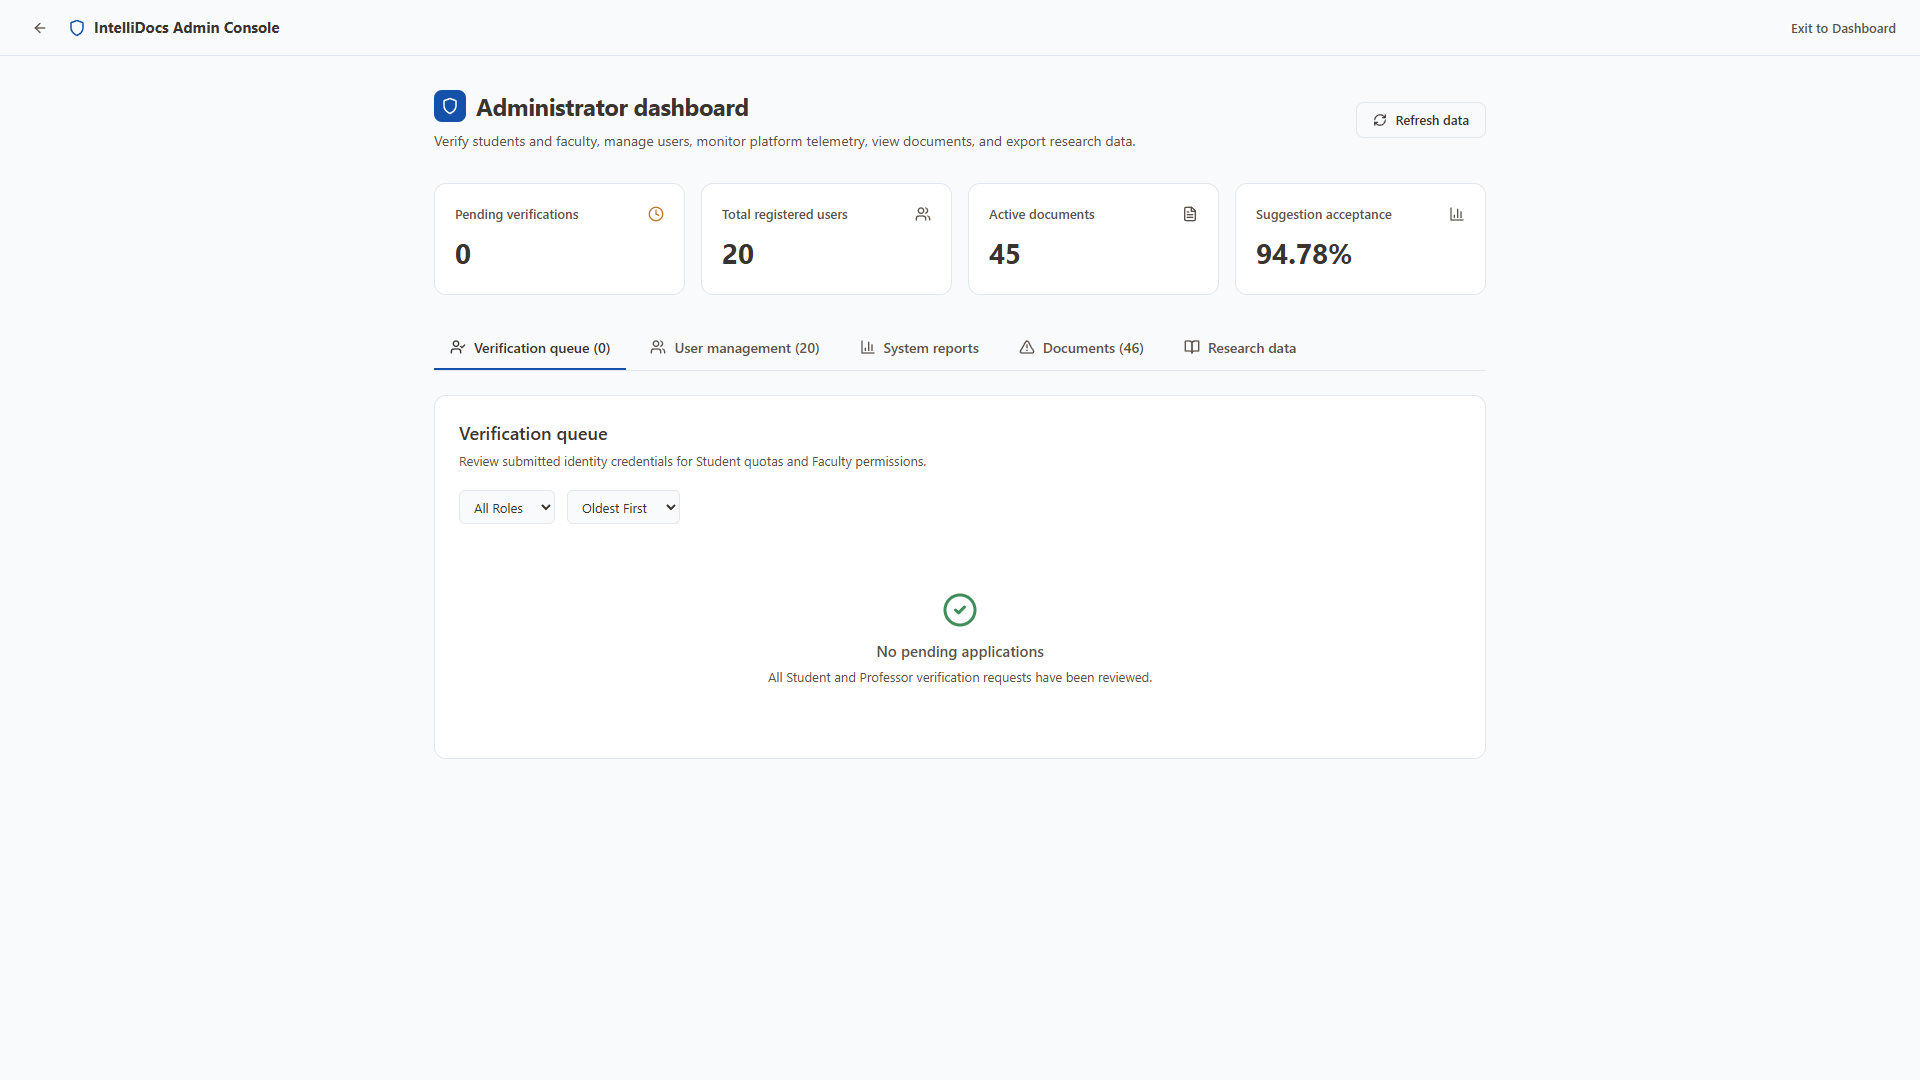 IntelliDocs Admin Console
Exit to Dashboard
Administrator dashboard
Verify students and faculty, manage users, monitor platform telemetry, view documents, and export research data.
Refresh data
Pending verifications
0
Total registered users
20
Active documents
45
Suggestion acceptance
94.78%
Verification queue (0)
User management (20)
System reports
Documents (46)
Research data
Verification queue
Review submitted identity credentials for Student quotas and Faculty permissions.
All Roles
Oldest First
No pending applications
All Student and Professor verification requests have been reviewed.